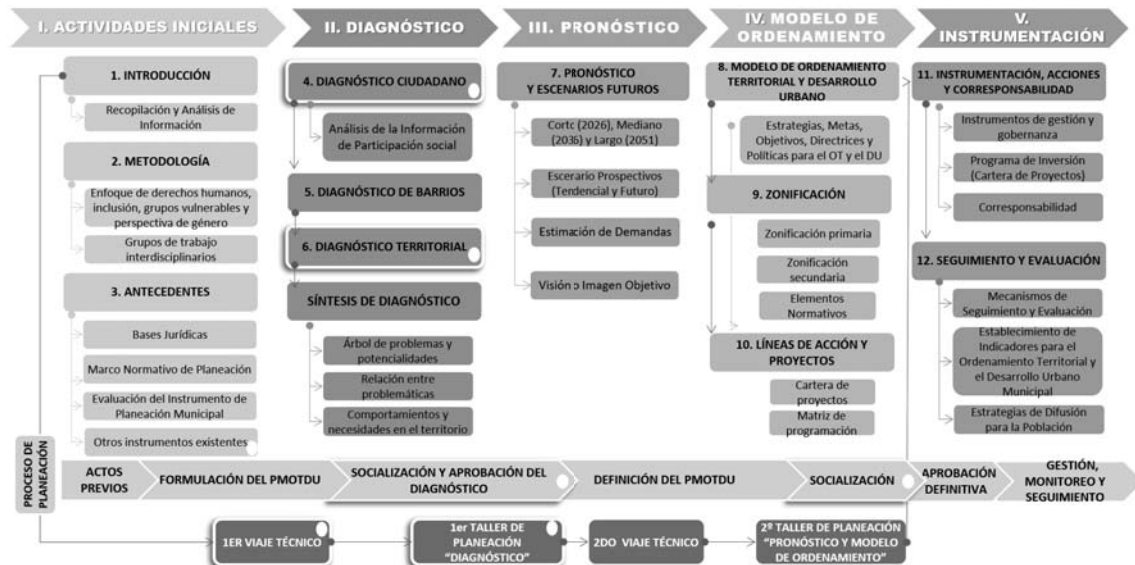 I. ACTIVIDADES INICIALES
1. INTRODUCCIÓN
Recopilación y Análisis de
Información
2. METODOLOGÍA
Enfoque de derechos humanos,
inclusión, grupos vulnerables y
perspectiva de género
Grupos de trabajo
interdisciplinarios
3. ANTECEDENTES
Bases Jurídicas
Marco Normativo de Planeación
Evaluación del Instrumento de
Planeación Municipal
Otros instrumentos existentes
II. DIAGNÓSTICO
4. DIAGNÓSTICO CIUDADANO
Análisis de la Información
de Participación social
5. DIAGNÓSTICO DE BARRIOS
6. DIAGNÓSTICO TERRITORIAL
SÍNTESIS DE DIAGNÓSTICO
Árbol de problemas y
potencialidades
Relación entre
problemáticas
Comportamientos y
necesidades en el territorio
III. PRONÓSTICO
7. PRONÓSTICO
Y ESCENARIOS FUTUROS
Corto (2026), Mediano
(2036) y Largo (2051)
Escerario Prospectivos
(Tendencial y Futuro)
Estimación de Demandas
Visión o Imagen Objetivo
IV. MODELO DE
ORDENAMIENTO
8. MODELO DE ORDENAMIENTO
TERRITORIAL Y DESARROLLO
URBANO
Estrategias, Metas,
Objetivos, Directrices y
Políticas para el OT y el DU
9. ZONIFICACIÓN
Zonificación primaria
Zonificación
secundaria
Elementos
Normativos
10. LÍNEAS DE ACCIÓN Y
PROYECTOS
Cartera de
proyectos
Matriz de
programación
V.
INSTRUMENTACIÓN
11. INSTRUMENTACIÓN, ACCIONES
Y CORRESPONSABILIDAD
Instrumentos de gestión y
gobernanza
Programa de Inversión
(Cartera de Proyectos)
Corresponsabilidad
12. SEGUIMIENTO Y EVALUACIÓN
Mecanismos de
Seguimiento y Evaluación
Establecimiento de
Indicadores para el
Ordenamiento Territorial y
el Desarrollo Urbano
Municipal
Estrategias de Difusión
para la Población
PROCESO DE
PLANEACIÓN
ACTOS
PREVIOS
FORMULACIÓN DEL PMOTDU
SOCIALIZACIÓN Y APROBACIÓN DEL
DIAGNÓSTICO
DEFINICIÓN DEL PMOTDU
SOCIALIZACIÓN
APROBACIÓN
DEFINITIVA
GESTIÓN,
MONITOREO Y
SEGUIMIENTO
1ER VIAJE TÉCNICO
1er TALLER DE
PLANEACIÓN
"DIAGNÓSTICO"
2DO VIAJE TÉCNICO
2º TALLER DE PLANEACIÓN
"PRONÓSTICO Y MODELO
DE ORDENAMIENTO"